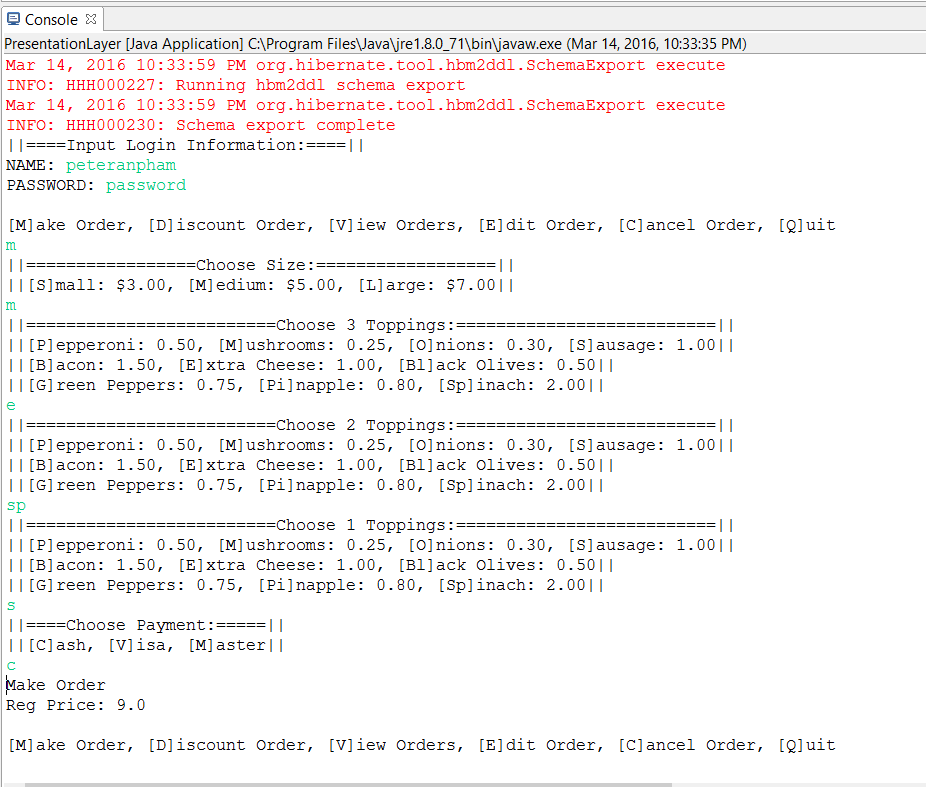 Console
PresentationLayer [Java Application] C:\Program Files\Java\jre1.8.0_71\bin\javaw.exe (Mar 14, 2016, 10:33:35 PM)
Mar 14, 2016 10:33:59 PM org.hibernate.tool.hbm2ddl.SchemaExport execute
INFO: HHH000227: Running hbm2ddl schema export
Mar 14, 2016 10:33:59 PM org.hibernate.tool.hbm2ddl.SchemaExport execute
INFO: HHH000230: Schema export complete
||====Input Login Information:====||
NAME: peteranpham
PASSWORD: password
[M]ake Order, [D]iscount Order, [V]iew Orders, [E]dit Order, [C]ancel Order, [Q]uit
m
||=================Choose Size:==================||
||[S]mall: $3.00, [M]edium: $5.00, [L]arge: $7.00||
m
||=========================Choose 3 Toppings:==========================||
||[P]epperoni: 0.50, [M]ushrooms: 0.25, [O]nions: 0.30, [S]ausage: 1.00||
||[B]acon: 1.50, [E]xtra Cheese: 1.00, [Bl]ack Olives: 0.50||
||[G]reen Peppers: 0.75, [Pi]napple: 0.80, [Sp]inach: 2.00||
e
||=========================Choose 2 Toppings:==========================||
||[P]epperoni: 0.50, [M]ushrooms: 0.25, [O]nions: 0.30, [S]ausage: 1.00||
||[B]acon: 1.50, [E]xtra Cheese: 1.00, [Bl]ack Olives: 0.50||
||[G]reen Peppers: 0.75, [Pi]napple: 0.80, [Sp]inach: 2.00||
sp
||=========================Choose 1 Toppings:==========================||
||[P]epperoni: 0.50, [M]ushrooms: 0.25, [O]nions: 0.30, [S]ausage: 1.00||
||[B]acon: 1.50, [E]xtra Cheese: 1.00, [Bl]ack Olives: 0.50||
||[G]reen Peppers: 0.75, [Pi]napple: 0.80, [Sp]inach: 2.00||
s
||====Choose Payment:=====||
||[C]ash, [V]isa, [M]aster||
c
Make Order
Reg Price: 9.0
[M]ake Order, [D]iscount Order, [V]iew Orders, [E]dit Order, [C]ancel Order, [Q]uit